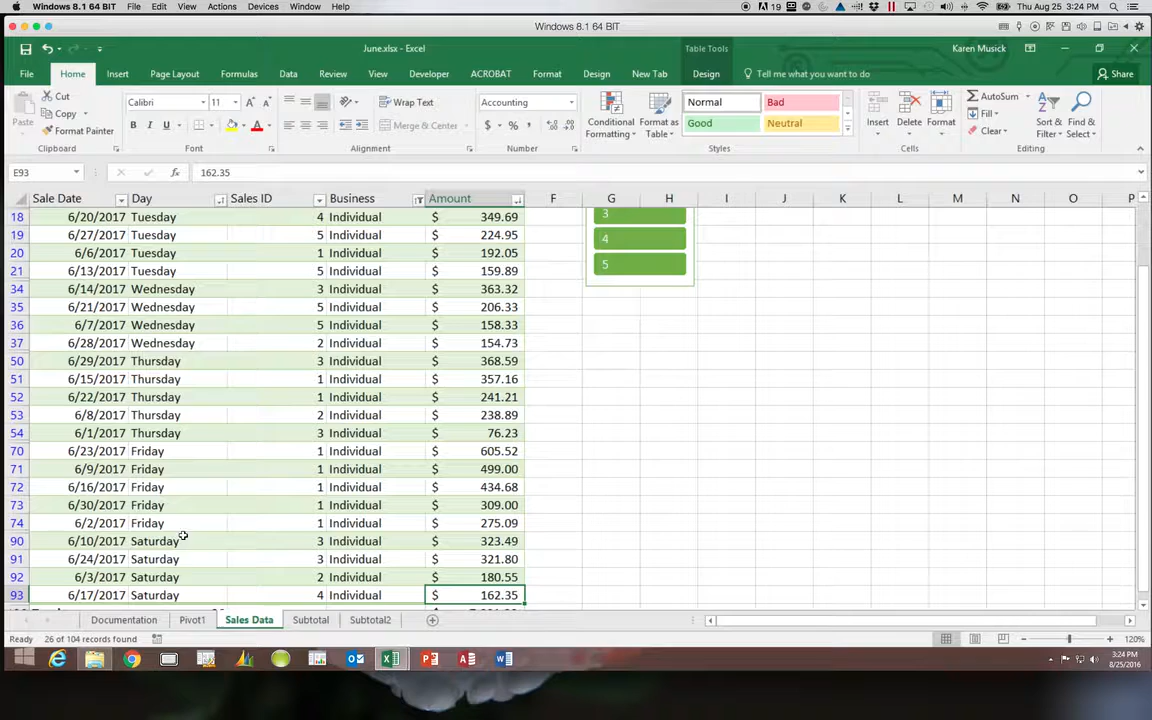 Windows 8.1 64 BIT File Edit View Actions Devices Window Help 19 Thu Aug 25 3:24 PM
Windows 8.1 64 BIT
June.xlsx - Excel Table Tools Karen Musick
File Home Insert Page Layout Formulas Data Review View Developer ACROBAT Format Design New Tab Design Tell me what you want to do Share
Paste Cut Copy Format Painter
Calibri 11 A A
B I U A
Wrap Text
Merge & Center
Accounting
$ % ,
Conditional Formatting Format as Table
Normal Bad
Good Neutral
Insert Delete Format
AutoSum Fill Clear Sort & Filter Find & Select
Clipboard Font Alignment Number Styles Cells Editing
E93 fx 162.35
Sale Date Day Sales ID Business Amount F G H I J K L M N O P
18 6/20/2017 Tuesday 4 Individual $ 349.69 3
19 6/27/2017 Tuesday 5 Individual $ 224.95 4
20 6/6/2017 Tuesday 1 Individual $ 192.05
21 6/13/2017 Tuesday 5 Individual $ 159.89 5
34 6/14/2017 Wednesday 3 Individual $ 363.32
35 6/21/2017 Wednesday 5 Individual $ 206.33
36 6/7/2017 Wednesday 5 Individual $ 158.33
37 6/28/2017 Wednesday 2 Individual $ 154.73
50 6/29/2017 Thursday 3 Individual $ 368.59
51 6/15/2017 Thursday 1 Individual $ 357.16
52 6/22/2017 Thursday 1 Individual $ 241.21
53 6/8/2017 Thursday 2 Individual $ 238.89
54 6/1/2017 Thursday 3 Individual $ 76.23
70 6/23/2017 Friday 1 Individual $ 605.52
71 6/9/2017 Friday 1 Individual $ 499.00
72 6/16/2017 Friday 1 Individual $ 434.68
73 6/30/2017 Friday 1 Individual $ 309.00
74 6/2/2017 Friday 1 Individual $ 275.09
90 6/10/2017 Saturday 3 Individual $ 323.49
91 6/24/2017 Saturday 3 Individual $ 321.80
92 6/3/2017 Saturday 2 Individual $ 180.55
93 6/17/2017 Saturday 4 Individual $ 162.35
Documentation Pivot1 Sales Data Subtotal Subtotal2
Ready 26 of 104 records found 120%
3:24 PM
8/25/2016